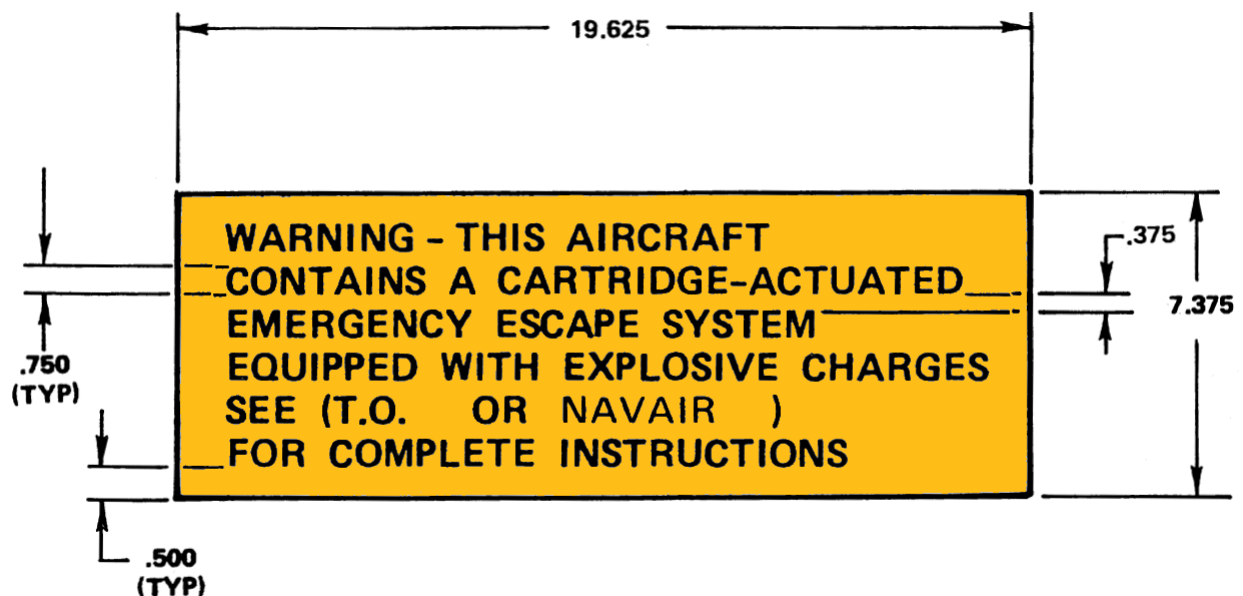 19.625
WARNING - THIS AIRCRAFT
CONTAINS A CARTRIDGE-ACTUATED
EMERGENCY ESCAPE SYSTEM
EQUIPPED WITH EXPLOSIVE CHARGES
SEE (T.O. OR NAVAIR )
FOR COMPLETE INSTRUCTIONS
.375
7.375
.750
(TYP)
.500
(TYP)